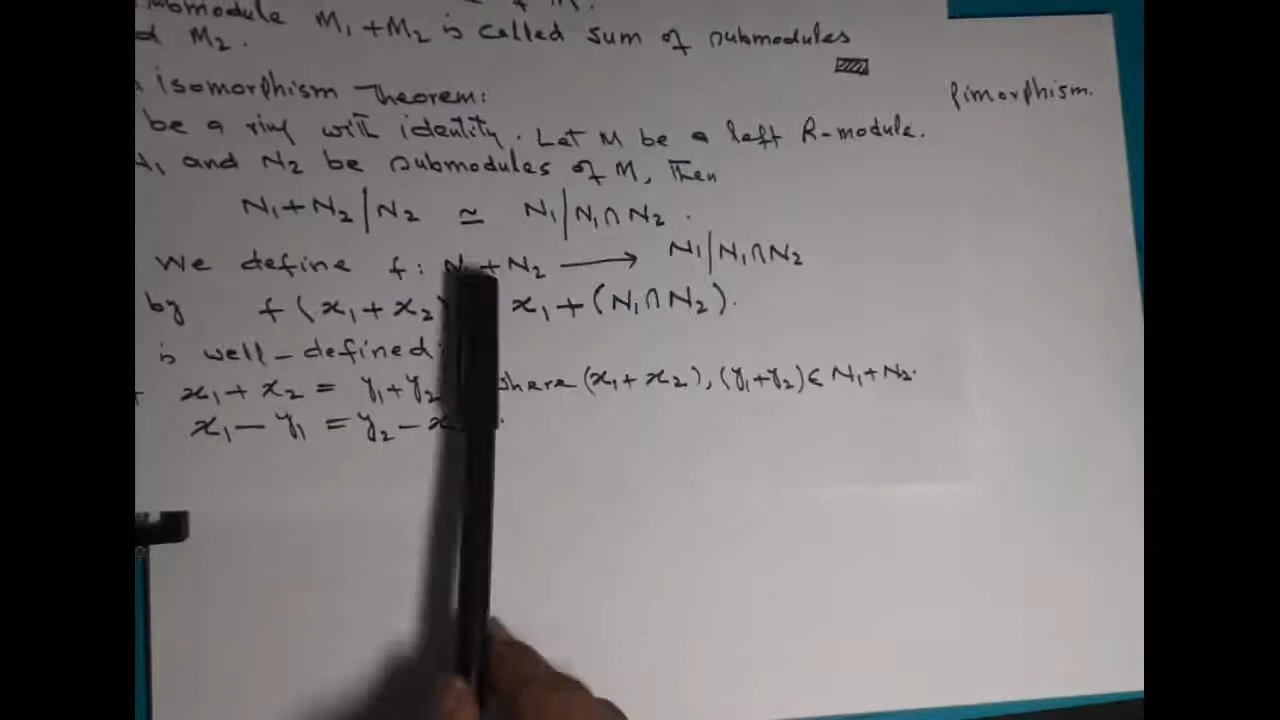 submodule M₁+M₂ is called sum of submodules
M₂.
isomorphism Theorem:
pimorphism.
be a ring with identity. Let M be a left R-module.
and N₂ be submodules of M, Then
N₁+N₂|N₂ ≃ N₁|N₁∩N₂.
We define f: N₁+N₂ ⟶ N₁|N₁∩N₂
by f(x₁+x₂) x₁+(N₁∩N₂).
is well-defined:
x₁+x₂ = y₁+y₂ where (x₁+x₂), (y₁+y₂) ∈ N₁+N₂.
x₁-y₁ = y₂-x